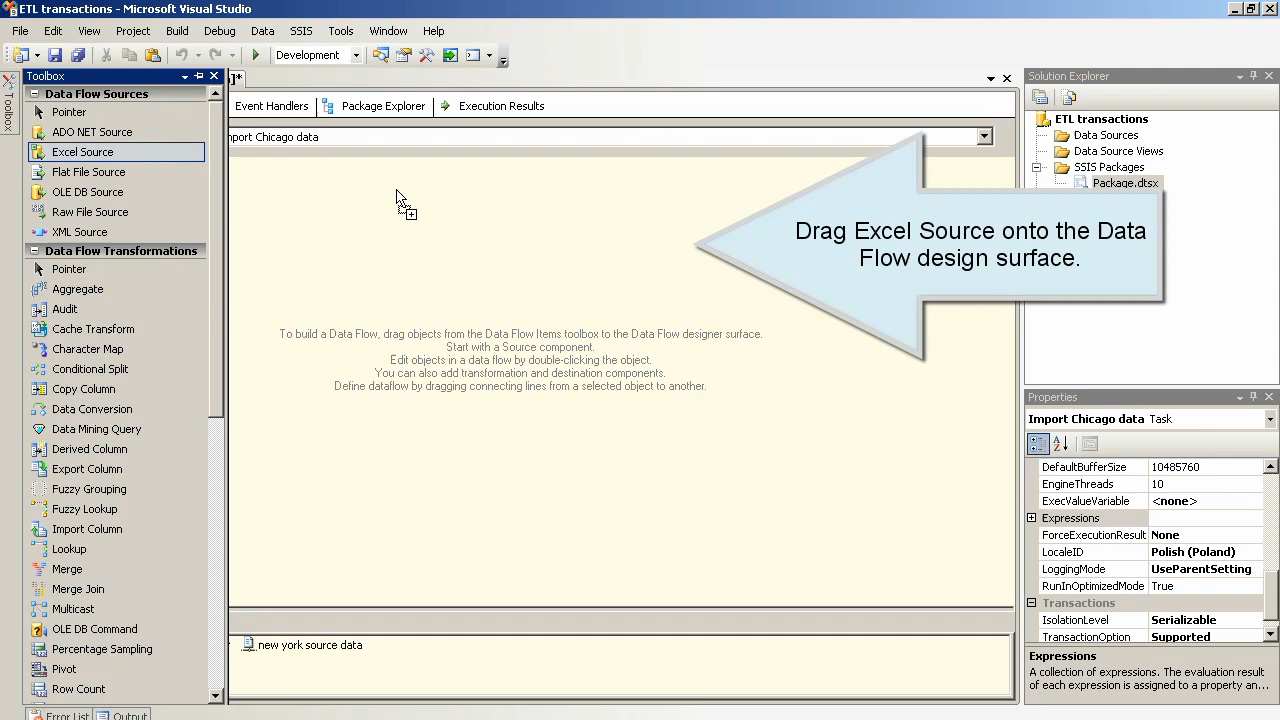 ETL transactions - Microsoft Visual Studio
File Edit View Project Build Debug Data SSIS Tools Window Help
Development
Toolbox
Toolbox
]*
Data Flow Sources
Pointer
ADO NET Source
Excel Source
Flat File Source
OLE DB Source
Raw File Source
XML Source
Data Flow Transformations
Pointer
Aggregate
Audit
Cache Transform
Character Map
Conditional Split
Copy Column
Data Conversion
Data Mining Query
Derived Column
Export Column
Fuzzy Grouping
Fuzzy Lookup
Import Column
Lookup
Merge
Merge Join
Multicast
OLE DB Command
Percentage Sampling
Pivot
Row Count
Event Handlers Package Explorer Execution Results
mport Chicago data
Drag Excel Source onto the Data
Flow design surface.
To build a Data Flow, drag objects from the Data Flow Items toolbox to the Data Flow designer surface.
Start with a Source component.
Edit objects in a data flow by double-clicking the object.
You can also add transformation and destination components.
Define dataflow by dragging connecting lines from a selected object to another.
new york source data
Solution Explorer
ETL transactions
Data Sources
Data Source Views
SSIS Packages
Package.dtsx
Properties
Import Chicago data Task
DefaultBufferSize 10485760
EngineThreads 10
ExecValueVariable <none>
Expressions
ForceExecutionResult None
LocaleID Polish (Poland)
LoggingMode UseParentSetting
RunInOptimizedMode True
Transactions
IsolationLevel Serializable
TransactionOption Supported
Expressions
A collection of expressions. The evaluation result
of each expression is assigned to a property an...
Error List Output